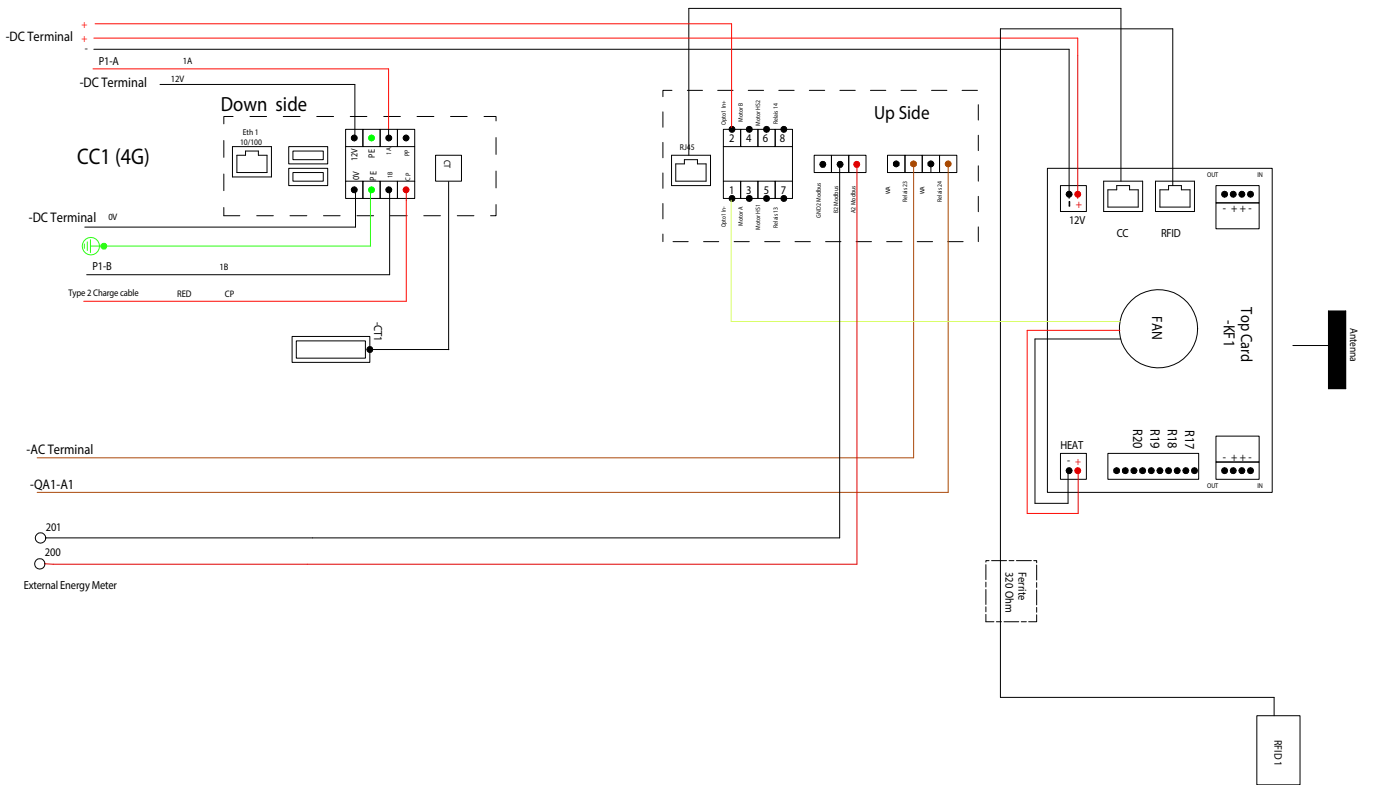 -DC Terminal
+
+
-
P1-A 1A
-DC Terminal 12V
Down side
CC1 (4G)
Eth 1
10/100
12V
PE
1A
PP
0V
PE
1B
CP
CT
-DC Terminal 0V
P1-B 1B
Type 2 Charge cable RED CP
-CT1
Up Side
RJ45
Opto1 In+
Motor B
Motor HS2
Relais 14
2 4 6 8
1 3 5 7
Opto1 In-
Motor A
Motor HS1
Relais 13
GND2 Modbus
B2 Modbus
A2 Modbus
WA
Relais 23
WA
Relais 24
OUT IN
- + + -
- +
12V
CC
RFID
FAN
Top Card
-KF1
Antenna
HEAT
- +
R20
R19
R18
R17
- + + -
OUT IN
-AC Terminal
-QA1-A1
201
200
External Energy Meter
Ferrite
320 Ohm
RFID 1